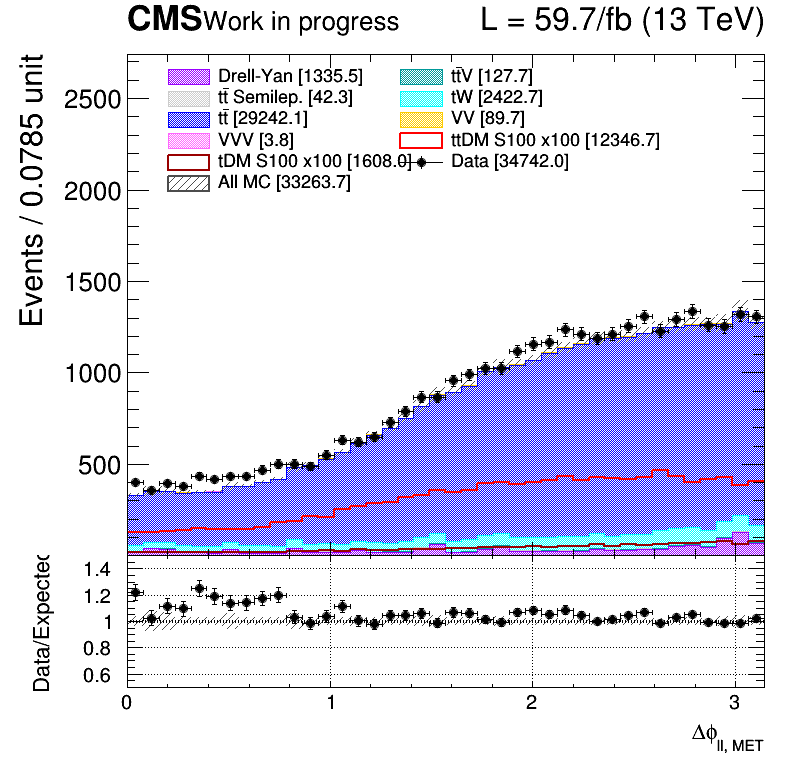 CMS Work in progress L = 59.7/fb (13 TeV)
Events / 0.0785 unit
2500
2000
1500
1000
500
Drell-Yan [1335.5]
tt̄V [127.7]
tt̄ Semilep. [42.3]
tW [2422.7]
tt̄ [29242.1]
VV [89.7]
VVV [3.8]
ttDM S100 x100 [12346.7]
tDM S100 x100 [1608.0]
Data [34742.0]
All MC [33263.7]
Data/Expected
1.4
1.2
1
0.8
0.6
0 1 2 3
Δϕll, MET